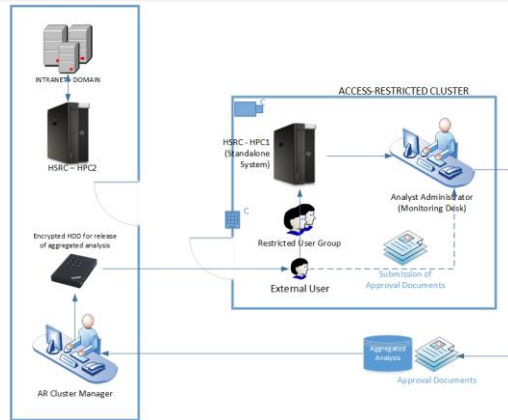 INTRANET DOMAIN
HSRC – HPC2
Encrypted HDD for release
of aggregated analysis
AR Cluster Manager
ACCESS-RESTRICTED CLUSTER
C
HSRC - HPC1
(Standalone
System)
Analyst Administrator
(Monitoring Desk)
C
Restricted User Group
External User
Submission of
Approval Documents
Aggregated
Analysis
Approval Documents